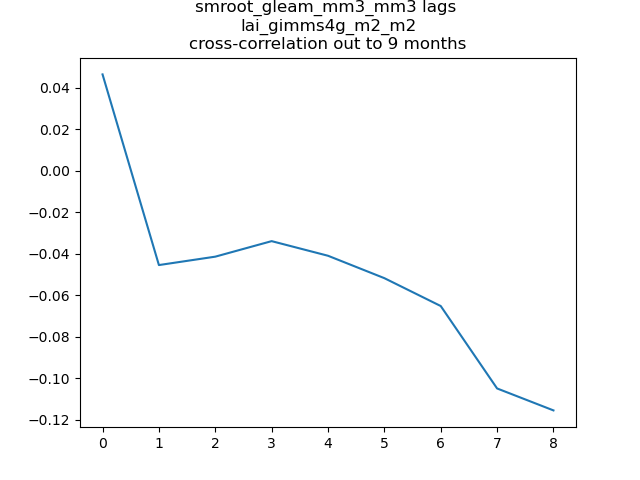 smroot_gleam_mm3_mm3 lags
lai_gimms4g_m2_m2
cross-correlation out to 9 months
0.04
0.02
0.00
−0.02
−0.04
−0.06
−0.08
−0.10
−0.12
0 1 2 3 4 5 6 7 8